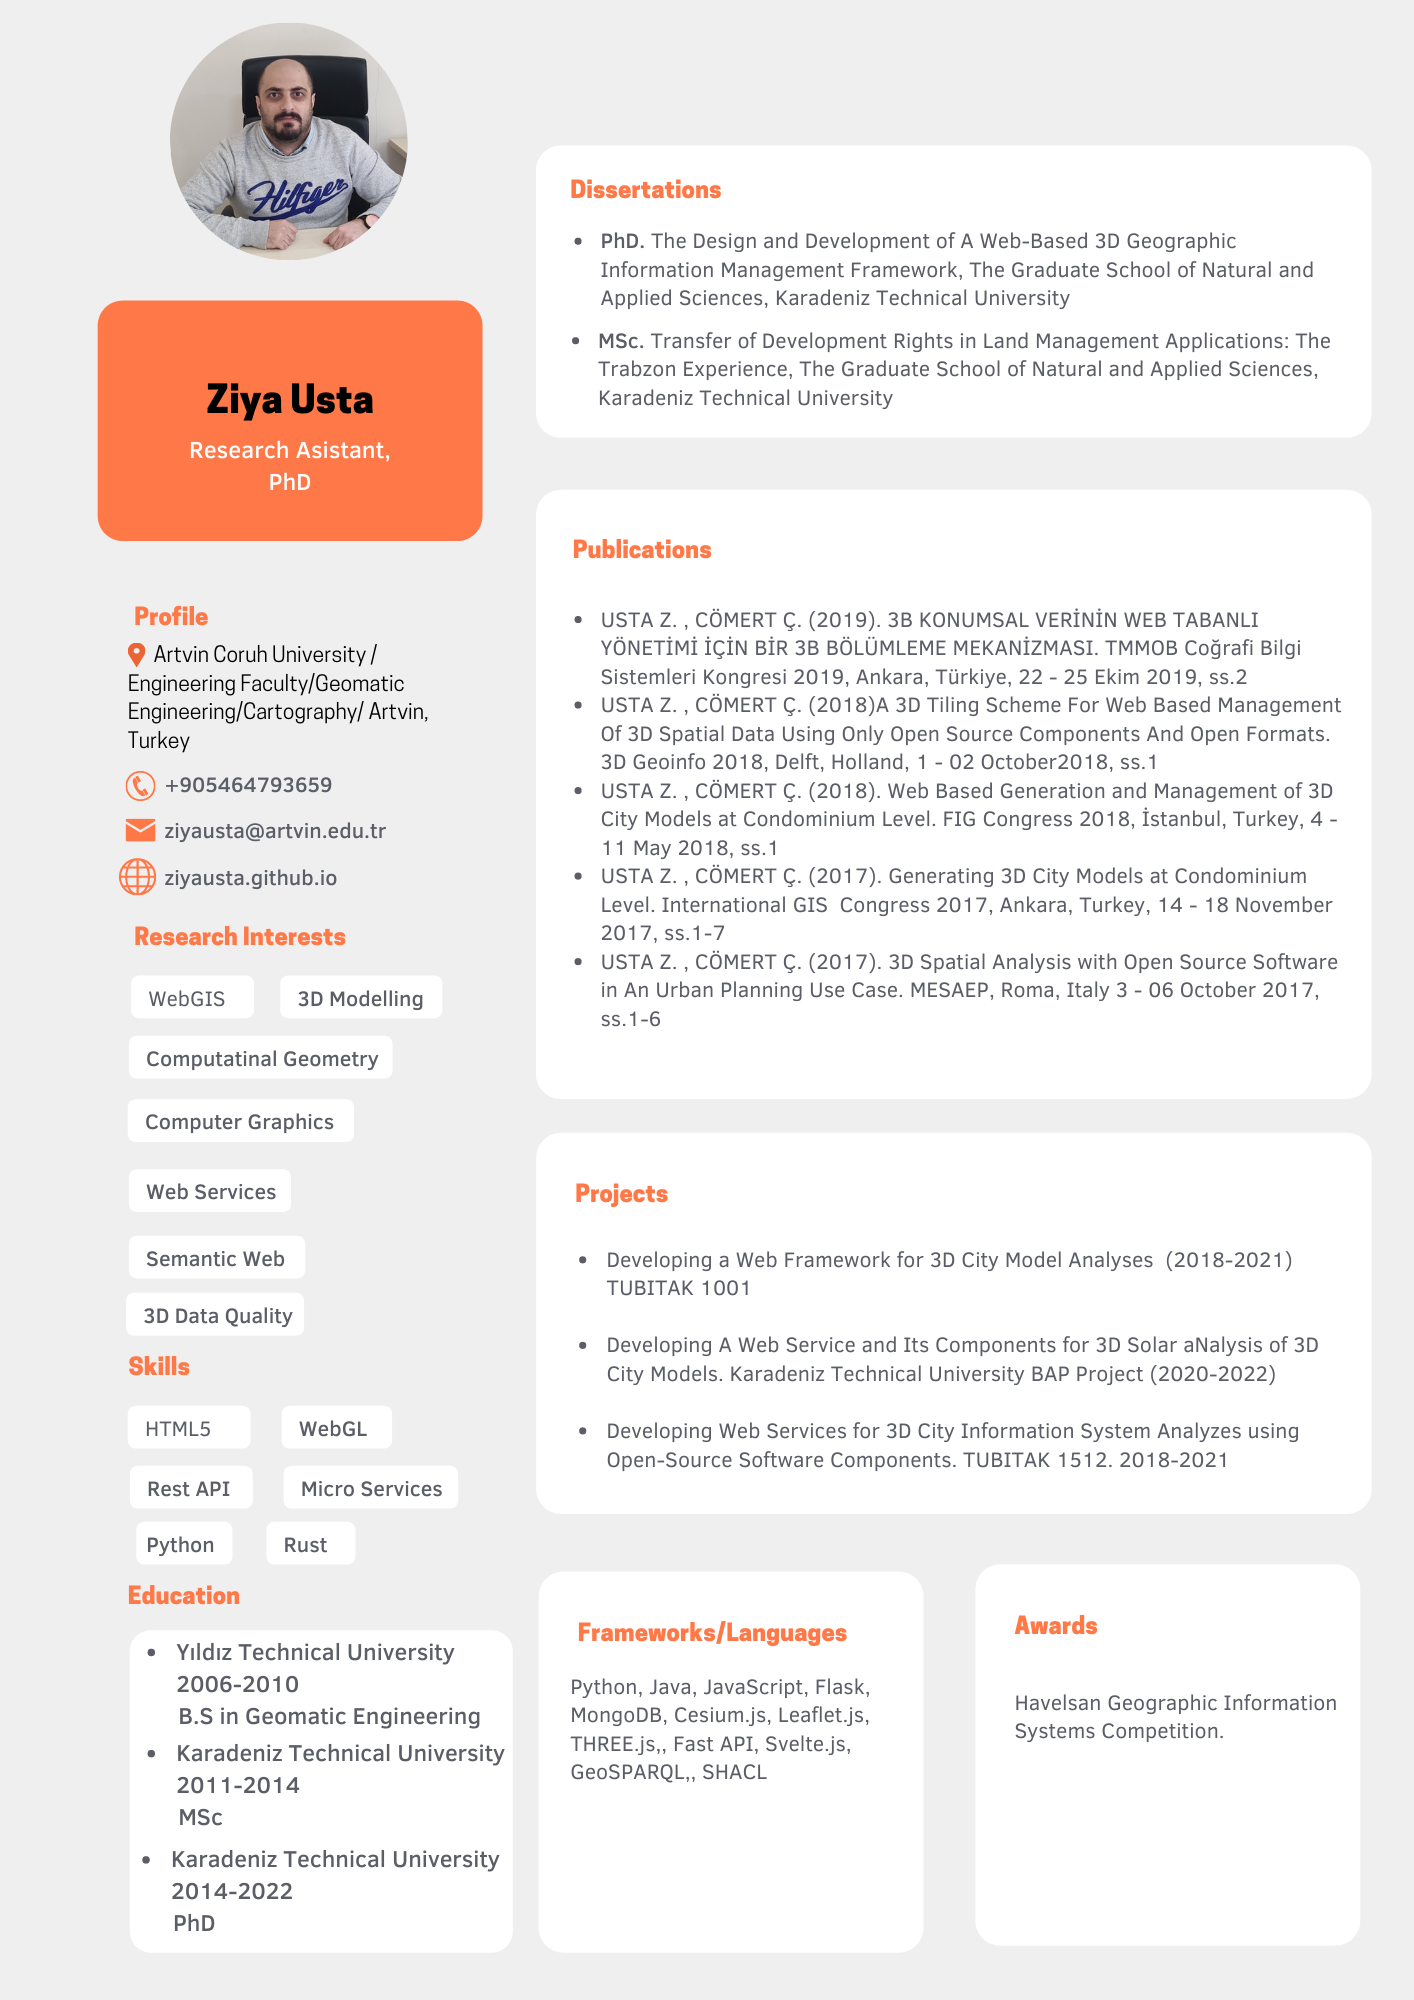 Hilfiger
Ziya Usta
Research Asistant,
PhD
Profile
Artvin Coruh University /
Engineering Faculty/Geomatic
Engineering/Cartography/ Artvin,
Turkey
+905464793659
ziyausta@artvin.edu.tr
ziyausta.github.io
Research Interests
WebGIS
3D Modelling
Computatinal Geometry
Computer Graphics
Web Services
Semantic Web
3D Data Quality
Skills
HTML5
WebGL
Rest API
Micro Services
Python
Rust
Education
• Yıldız Technical University
2006-2010
B.S in Geomatic Engineering
• Karadeniz Technical University
2011-2014
MSc
• Karadeniz Technical University
2014-2022
PhD
Dissertations
• PhD. The Design and Development of A Web-Based 3D Geographic
Information Management Framework, The Graduate School of Natural and
Applied Sciences, Karadeniz Technical University
• MSc. Transfer of Development Rights in Land Management Applications: The
Trabzon Experience, The Graduate School of Natural and Applied Sciences,
Karadeniz Technical University
Publications
• USTA Z. , CÖMERT Ç. (2019). 3B KONUMSAL VERİNİN WEB TABANLI
YÖNETİMİ İÇİN BİR 3B BÖLÜMLEME MEKANİZMASI. TMMOB Coğrafi Bilgi
Sistemleri Kongresi 2019, Ankara, Türkiye, 22 - 25 Ekim 2019, ss.2
• USTA Z. , CÖMERT Ç. (2018)A 3D Tiling Scheme For Web Based Management
Of 3D Spatial Data Using Only Open Source Components And Open Formats.
3D Geoinfo 2018, Delft, Holland, 1 - 02 October2018, ss.1
• USTA Z. , CÖMERT Ç. (2018). Web Based Generation and Management of 3D
City Models at Condominium Level. FIG Congress 2018, İstanbul, Turkey, 4 -
11 May 2018, ss.1
• USTA Z. , CÖMERT Ç. (2017). Generating 3D City Models at Condominium
Level. International GIS  Congress 2017, Ankara, Turkey, 14 - 18 November
2017, ss.1-7
• USTA Z. , CÖMERT Ç. (2017). 3D Spatial Analysis with Open Source Software
in An Urban Planning Use Case. MESAEP, Roma, Italy 3 - 06 October 2017,
ss.1-6
Projects
• Developing a Web Framework for 3D City Model Analyses  (2018-2021)
TUBITAK 1001
• Developing A Web Service and Its Components for 3D Solar aNalysis of 3D
City Models. Karadeniz Technical University BAP Project (2020-2022)
• Developing Web Services for 3D City Information System Analyzes using
Open-Source Software Components. TUBITAK 1512. 2018-2021
Frameworks/Languages
Python, Java, JavaScript, Flask,
MongoDB, Cesium.js, Leaflet.js,
THREE.js,, Fast API, Svelte.js,
GeoSPARQL,, SHACL
Awards
Havelsan Geographic Information
Systems Competition.